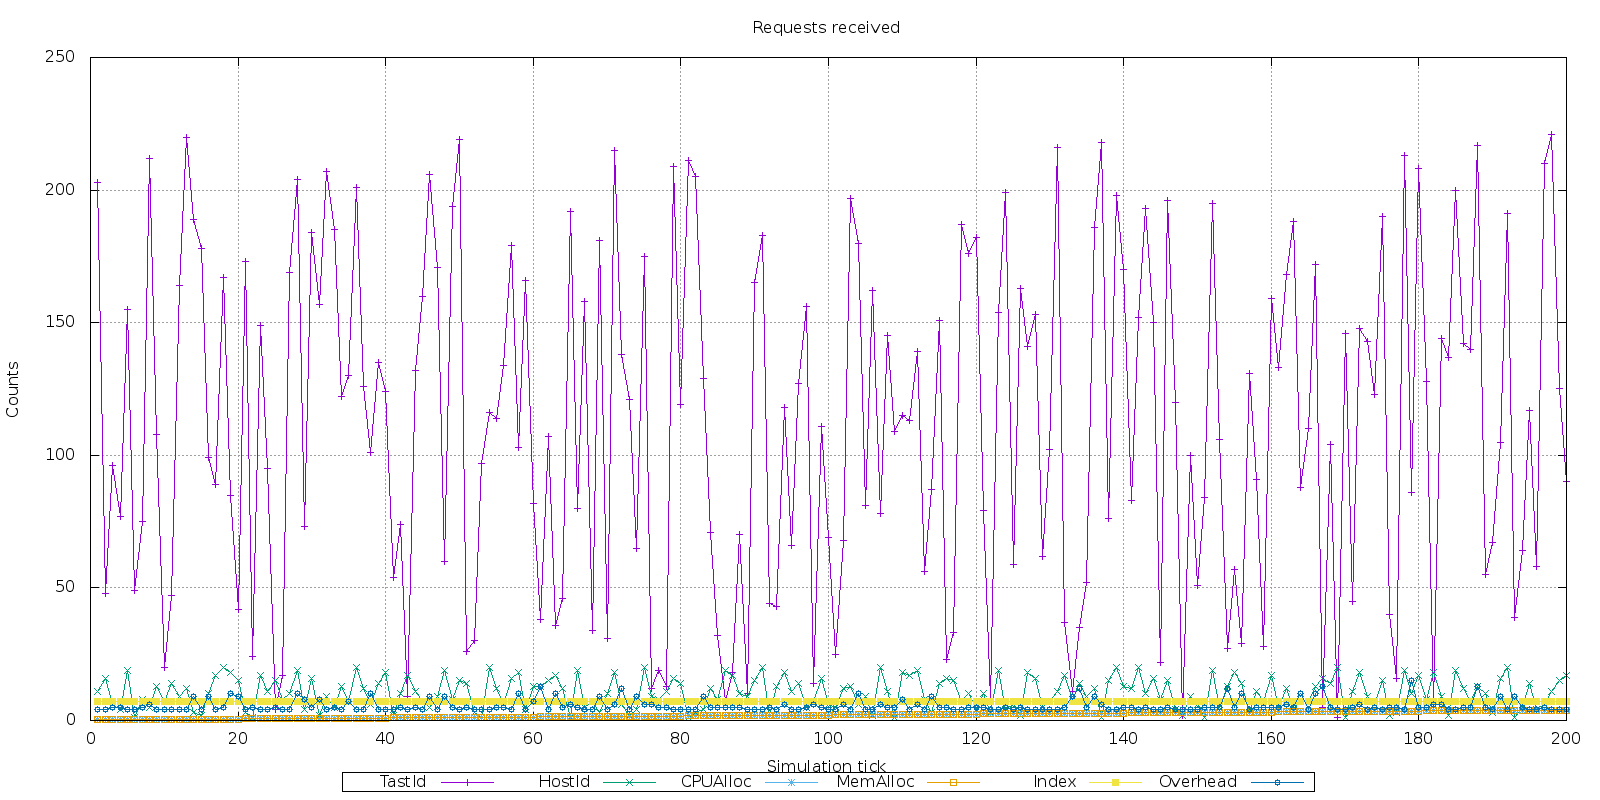 Requests received
250
200
150
100
50
0
Counts
0 20 40 60 80 100 120 140 160 180 200
Simulation tick
TastId HostId CPUAlloc MemAlloc Index Overhead